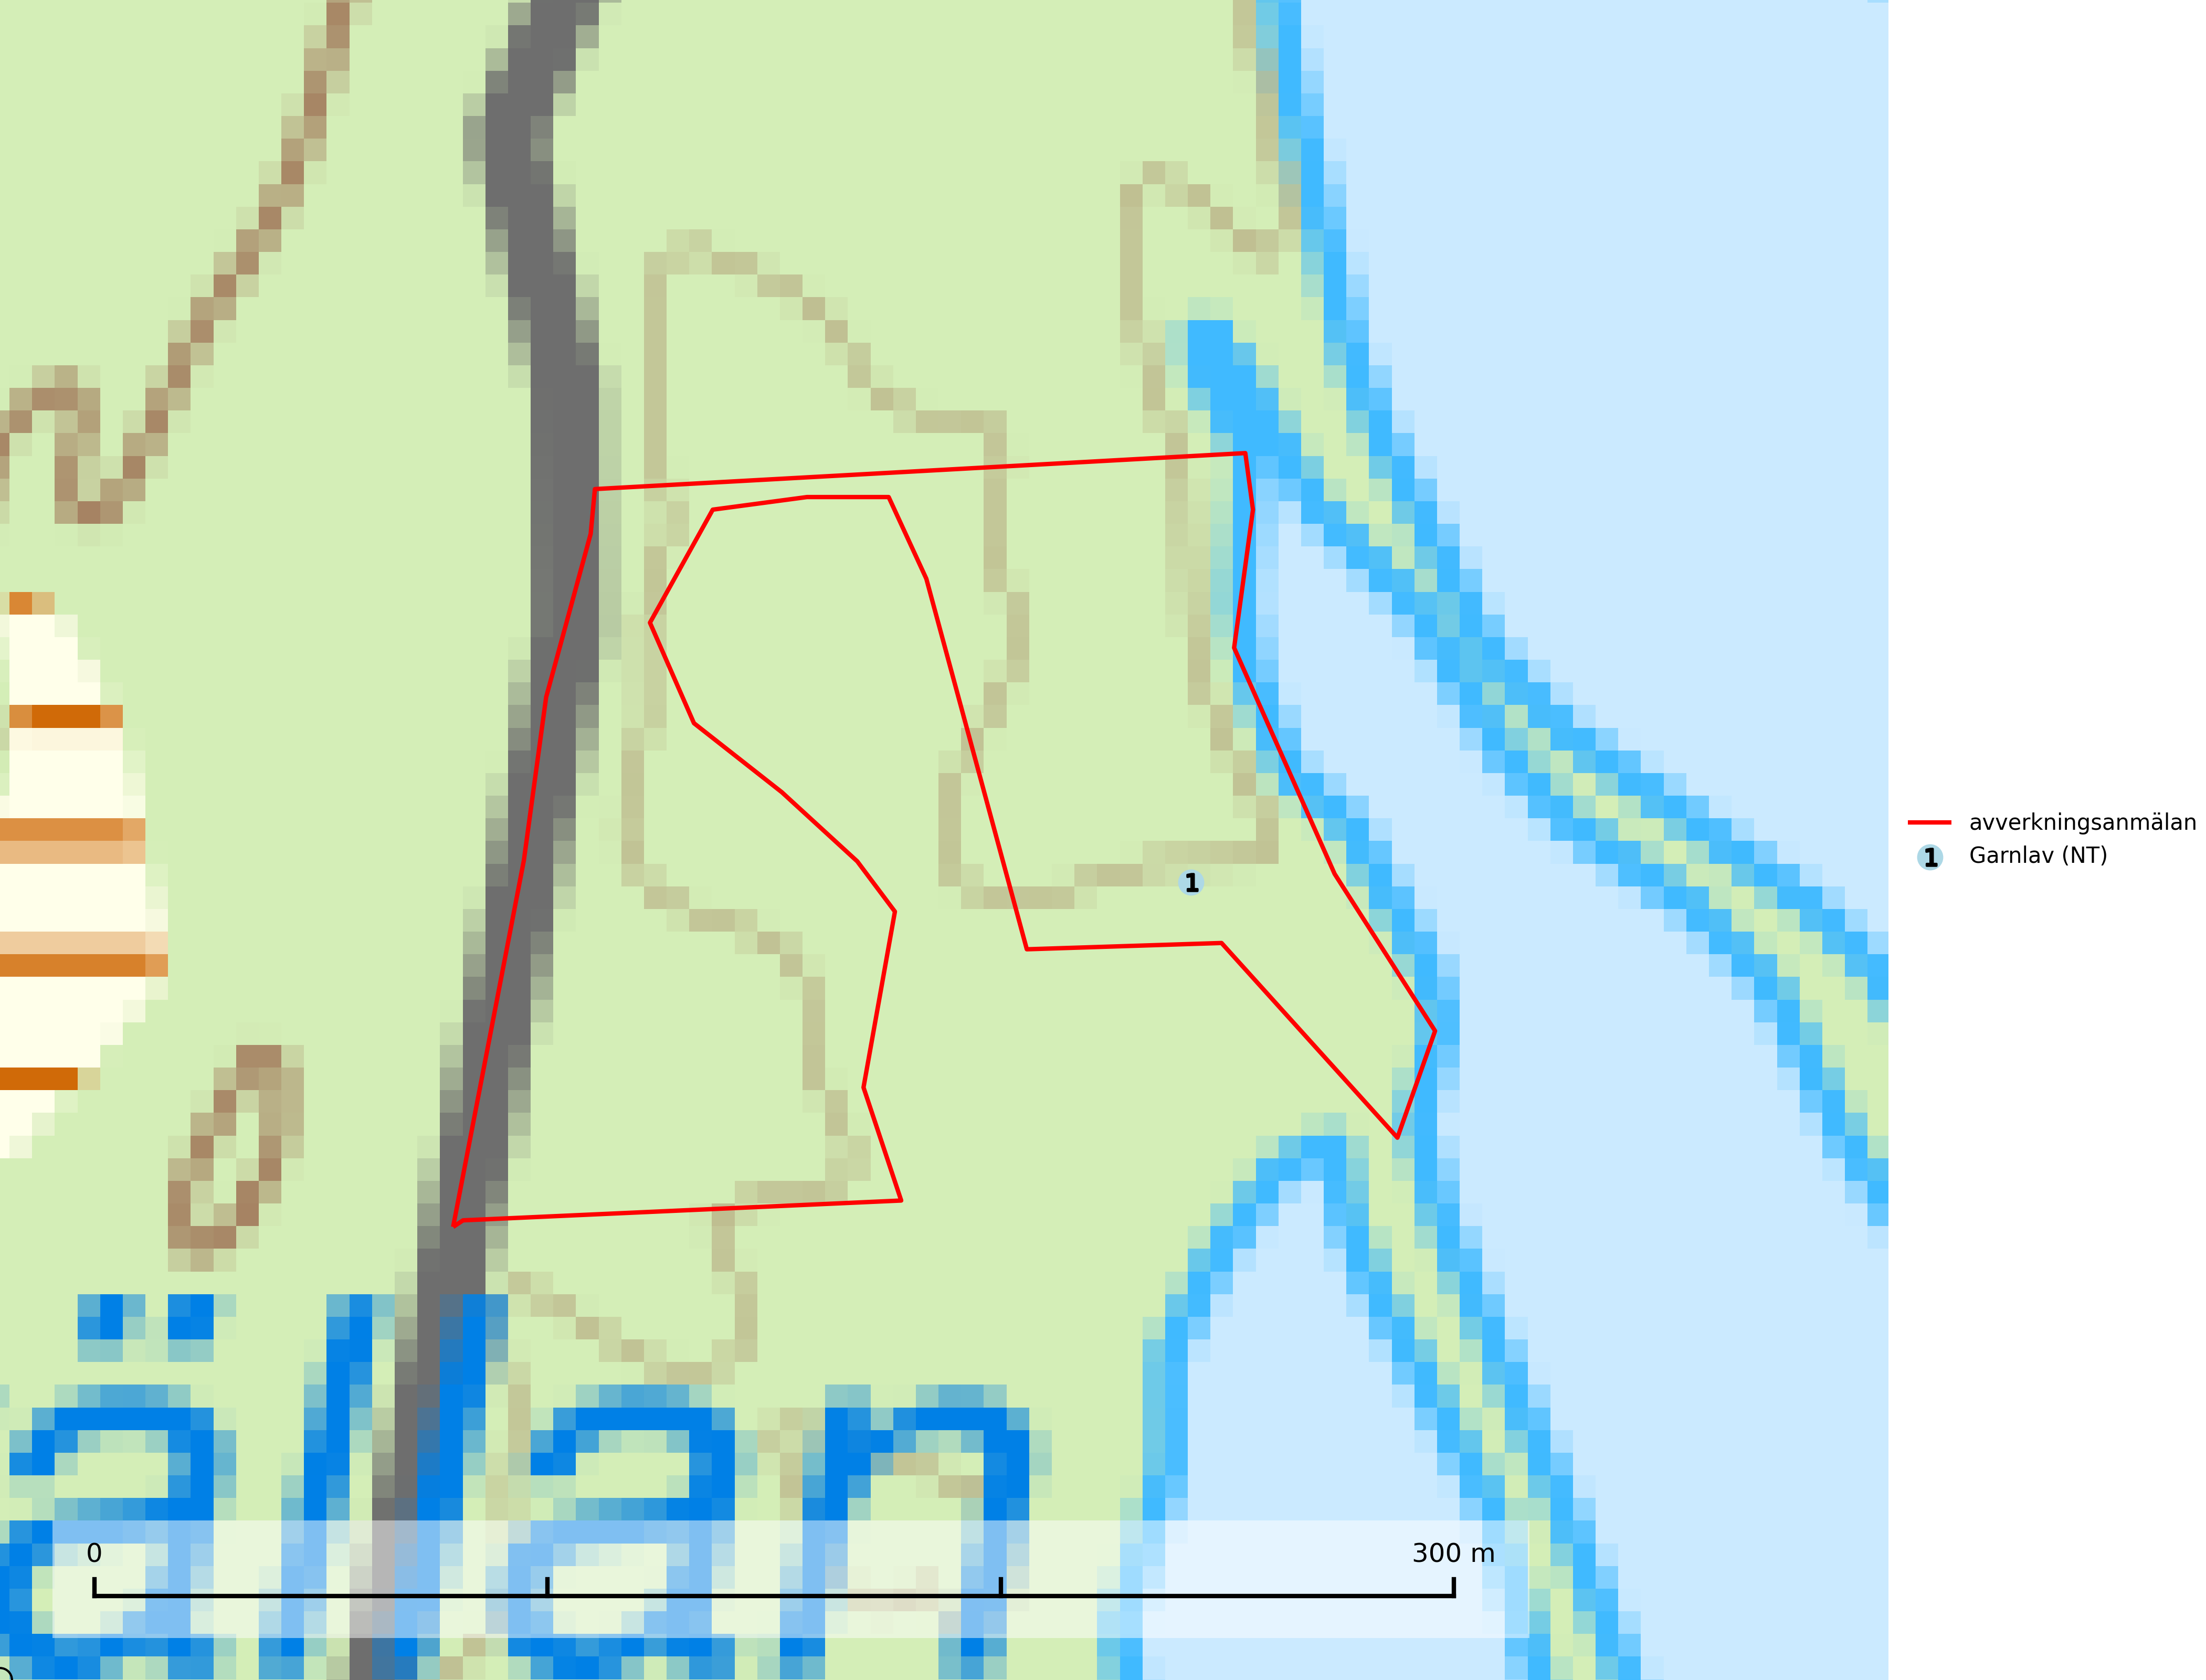 avverkningsanmälan
1 Garnlav (NT)
1
0 300 m